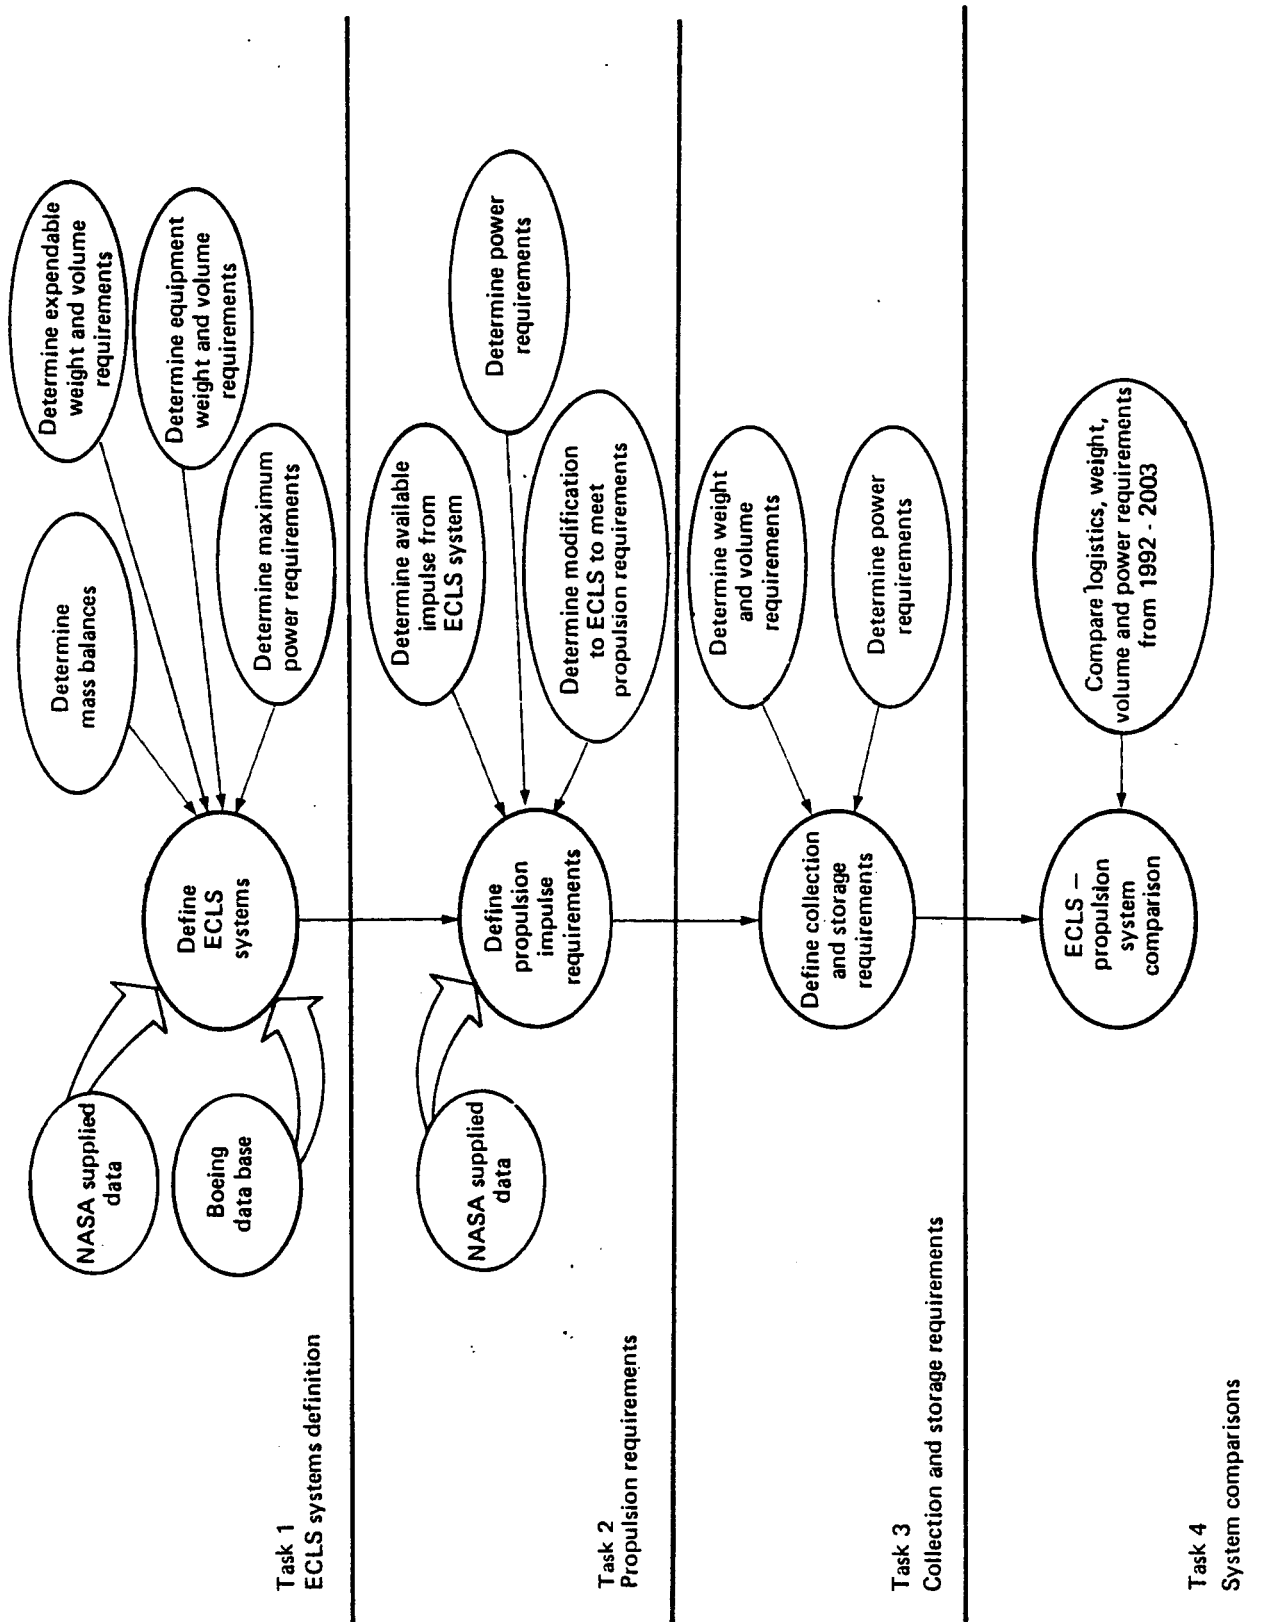 Task 1
ECLS systems definition
NASA supplied
data
Boeing
data base
Define
ECLS
systems
Determine
mass balances
Determine expendable
weight and volume
requirements
Determine equipment
weight and volume
requirements
Determine maximum
power requirements
Task 2
Propulsion requirements
NASA supplied
data
Define
propulsion
impulse
requirements
Determine available
impulse from
ECLS system
Determine power
requirements
Determine modification
to ECLS to meet
propulsion requirements
Task 3
Collection and storage requirements
Define collection
and storage
requirements
Determine weight
and volume
requirements
Determine power
requirements
Task 4
System comparisons
ECLS –
propulsion
system
comparison
Compare logistics, weight,
volume and power requirements
from 1992 - 2003